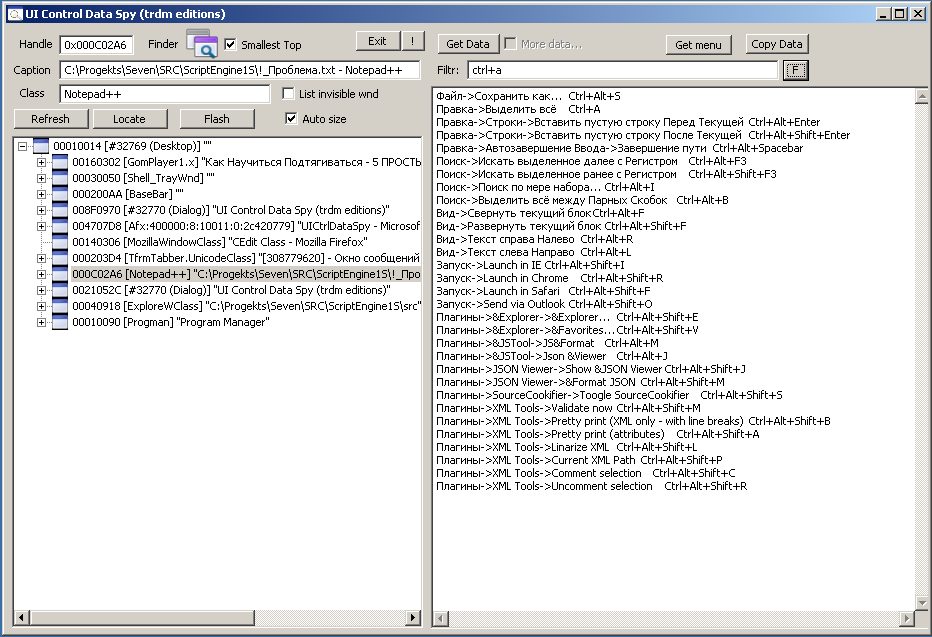 UI Control Data Spy (trdm editions)
Handle 0x000C02A6 Finder Smallest Top Exit !
Caption C:\Progekts\Seven\SRC\ScriptEngine1S\!_Проблема.txt - Notepad++
Class Notepad++ List invisible wnd
Refresh Locate Flash Auto size
00010014 [#32769 (Desktop)] ""
00160302 [GomPlayer1.x] "Как Научиться Подтягиваться - 5 ПРОСТЬ
00030050 [Shell_TrayWnd] ""
000200AA [BaseBar] ""
008F0970 [#32770 (Dialog)] "UI Control Data Spy (trdm editions)"
004707D8 [Afx:400000:8:10011:0:2c420779] "UICtrlDataSpy - Microsof
00140306 [MozillaWindowClass] "CEdit Class - Mozilla Firefox"
000203D4 [TfrmTabber.UnicodeClass] "[308779620] - Окно сообщений
000C02A6 [Notepad++] "C:\Progekts\Seven\SRC\ScriptEngine1S\!_Про
0021052C [#32770 (Dialog)] "UI Control Data Spy (trdm editions)"
00040918 [ExploreWClass] "C:\Progekts\Seven\SRC\ScriptEngine1S\src"
00010090 [Progman] "Program Manager"
Get Data More data... Get menu Copy Data
Filtr: ctrl+a F
Файл->Сохранить как... Ctrl+Alt+S
Правка->Выделить всё Ctrl+A
Правка->Строки->Вставить пустую строку Перед Текущей Ctrl+Alt+Enter
Правка->Строки->Вставить пустую строку После Текущей Ctrl+Alt+Shift+Enter
Правка->Автозавершение Ввода->Завершение пути Ctrl+Alt+Spacebar
Поиск->Искать выделенное далее с Регистром Ctrl+Alt+F3
Поиск->Искать выделенное ранее с Регистром Ctrl+Alt+Shift+F3
Поиск->Поиск по мере набора... Ctrl+Alt+I
Поиск->Выделить всё между Парных Скобок Ctrl+Alt+B
Вид->Свернуть текущий блок Ctrl+Alt+F
Вид->Развернуть текущий блок Ctrl+Alt+Shift+F
Вид->Текст справа Налево Ctrl+Alt+R
Вид->Текст слева Направо Ctrl+Alt+L
Запуск->Launch in IE Ctrl+Alt+Shift+I
Запуск->Launch in Chrome Ctrl+Alt+Shift+R
Запуск->Launch in Safari Ctrl+Alt+Shift+F
Запуск->Send via Outlook Ctrl+Alt+Shift+O
Плагины->&Explorer->&Explorer... Ctrl+Alt+Shift+E
Плагины->&Explorer->&Favorites... Ctrl+Alt+Shift+V
Плагины->&JSTool->JS&Format Ctrl+Alt+M
Плагины->&JSTool->Json &Viewer Ctrl+Alt+J
Плагины->JSON Viewer->Show &JSON Viewer Ctrl+Alt+Shift+J
Плагины->JSON Viewer->&Format JSON Ctrl+Alt+Shift+M
Плагины->SourceCookifier->Toogle SourceCookifier Ctrl+Alt+Shift+S
Плагины->XML Tools->Validate now Ctrl+Alt+Shift+M
Плагины->XML Tools->Pretty print (XML only - with line breaks) Ctrl+Alt+Shift+B
Плагины->XML Tools->Pretty print (attributes) Ctrl+Alt+Shift+A
Плагины->XML Tools->Linarize XML Ctrl+Alt+Shift+L
Плагины->XML Tools->Current XML Path Ctrl+Alt+Shift+P
Плагины->XML Tools->Comment selection Ctrl+Alt+Shift+C
Плагины->XML Tools->Uncomment selection Ctrl+Alt+Shift+R